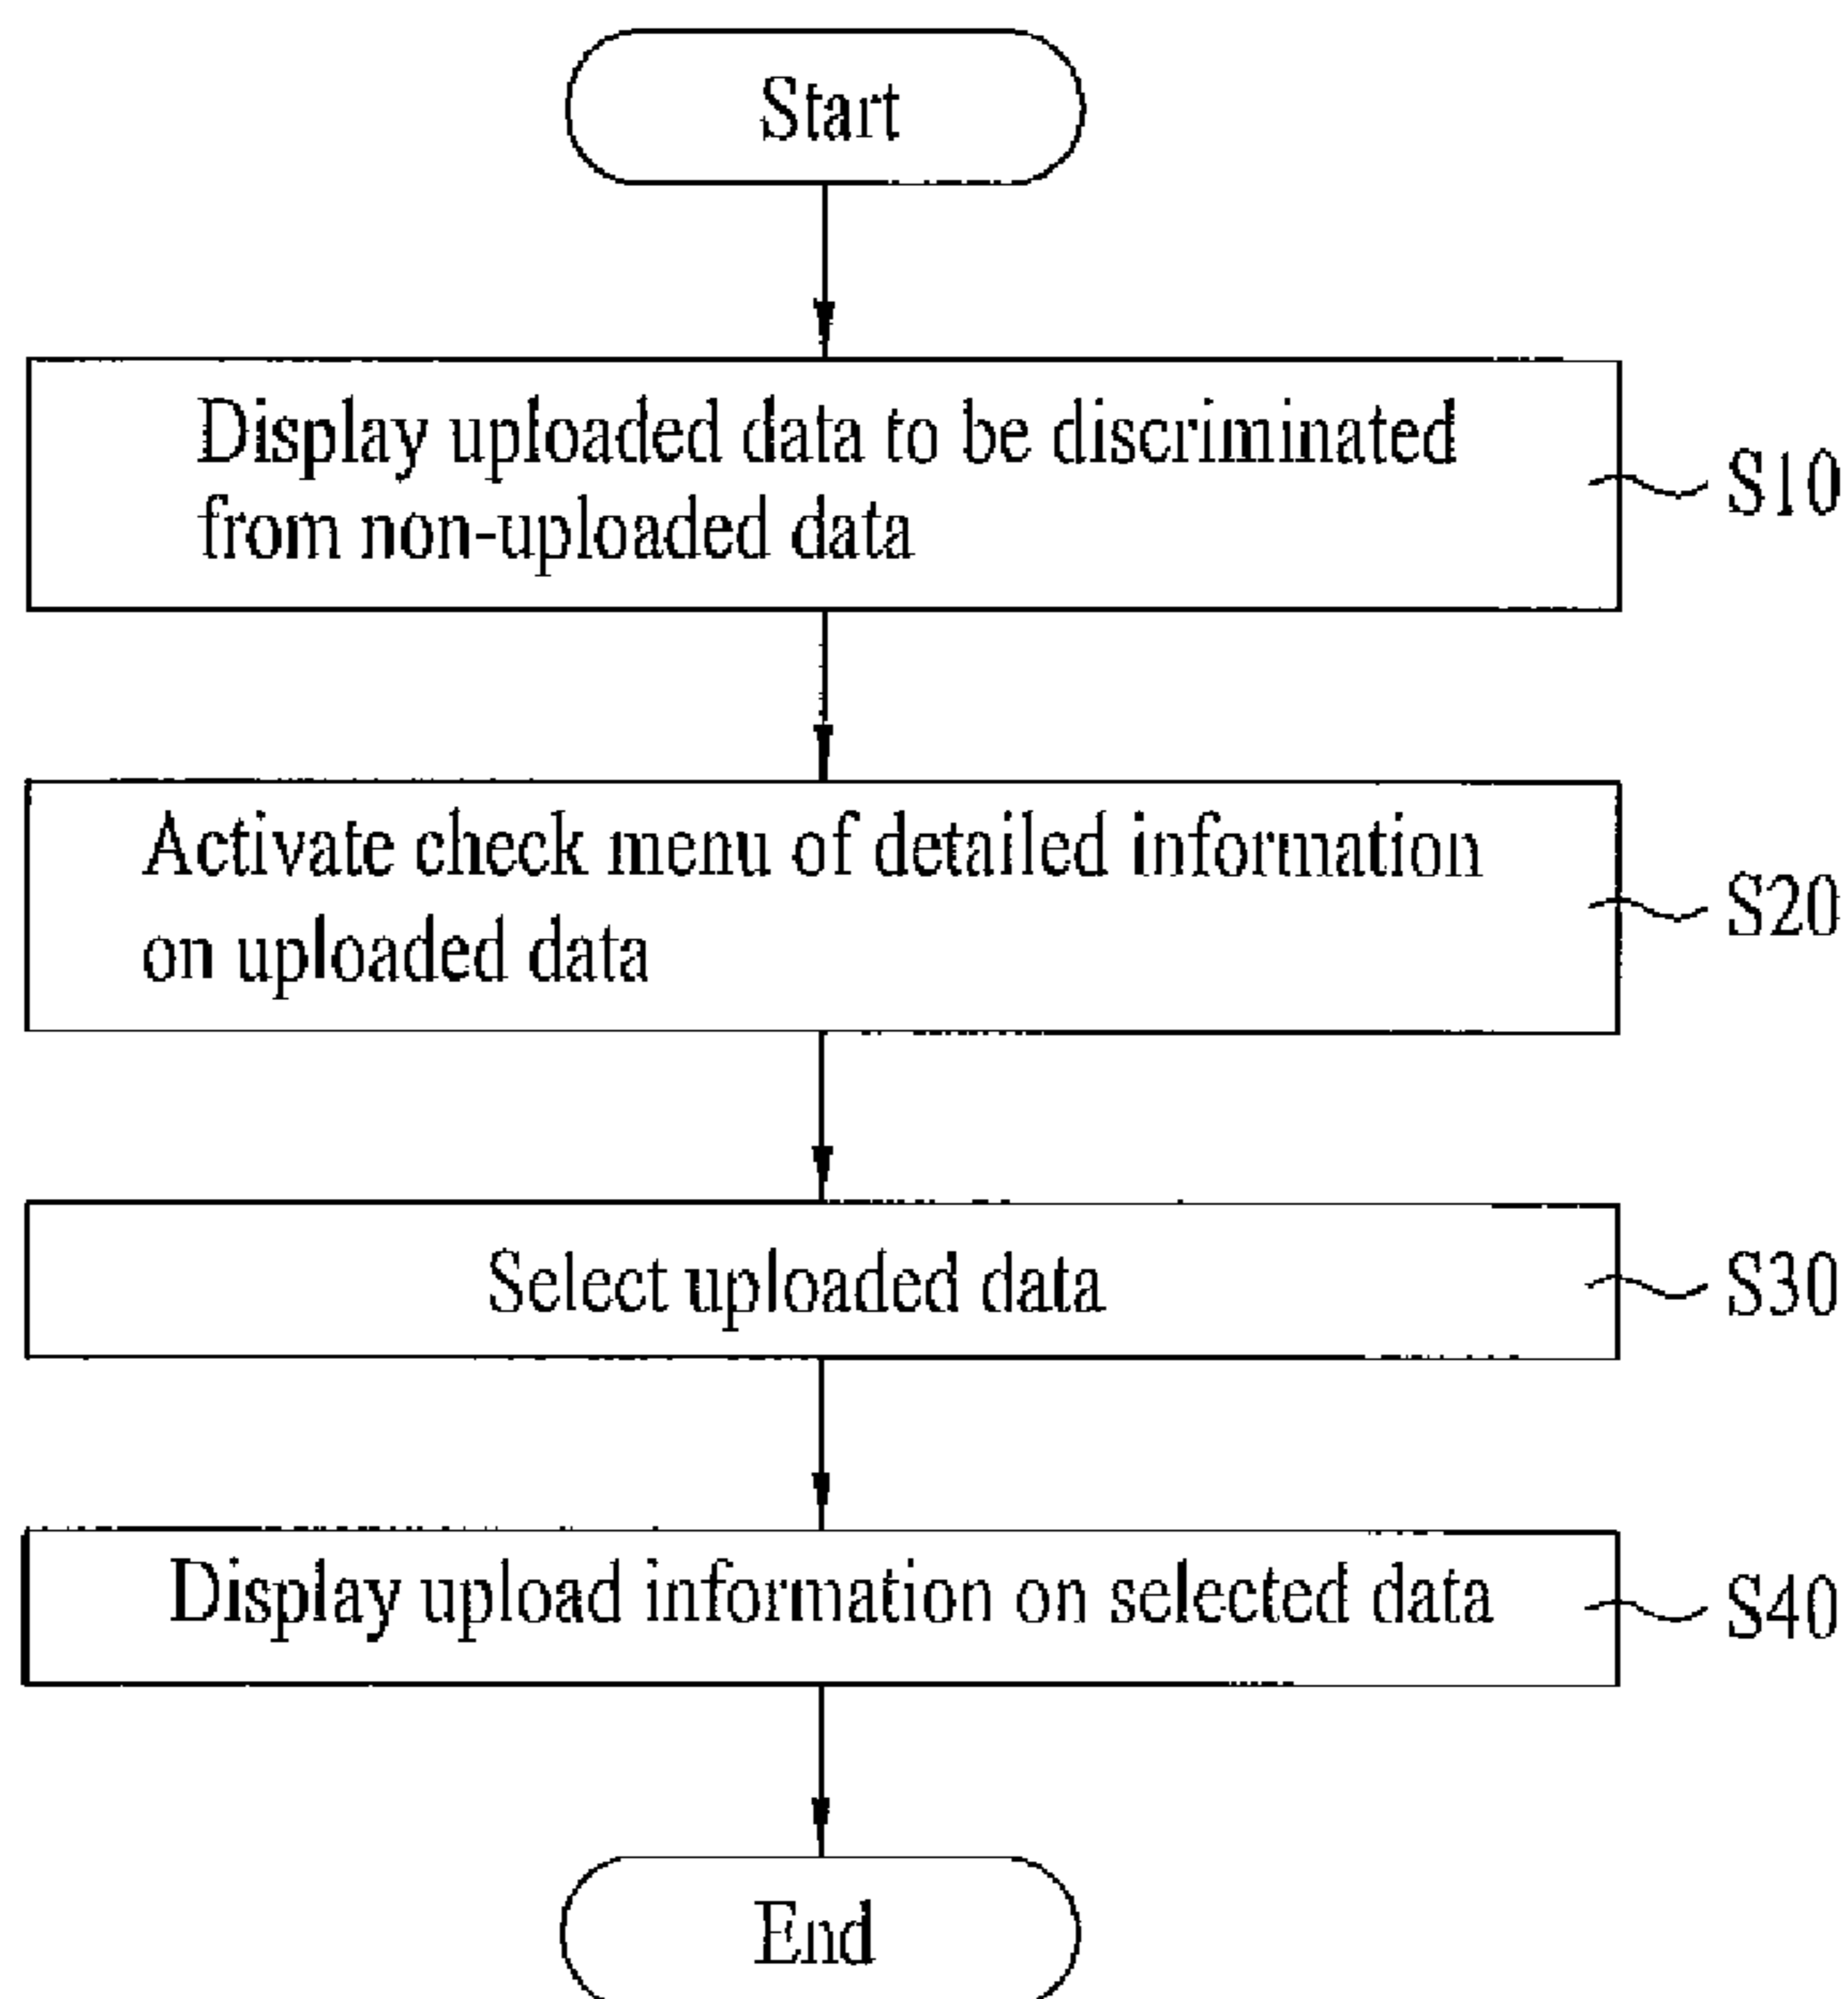 Start
Display uploaded data to be discriminated
from non-uploaded data
S10
Activate check menu of detailed information
on uploaded data
S20
Select uploaded data
S30
Display upload information on selected data
S40
End